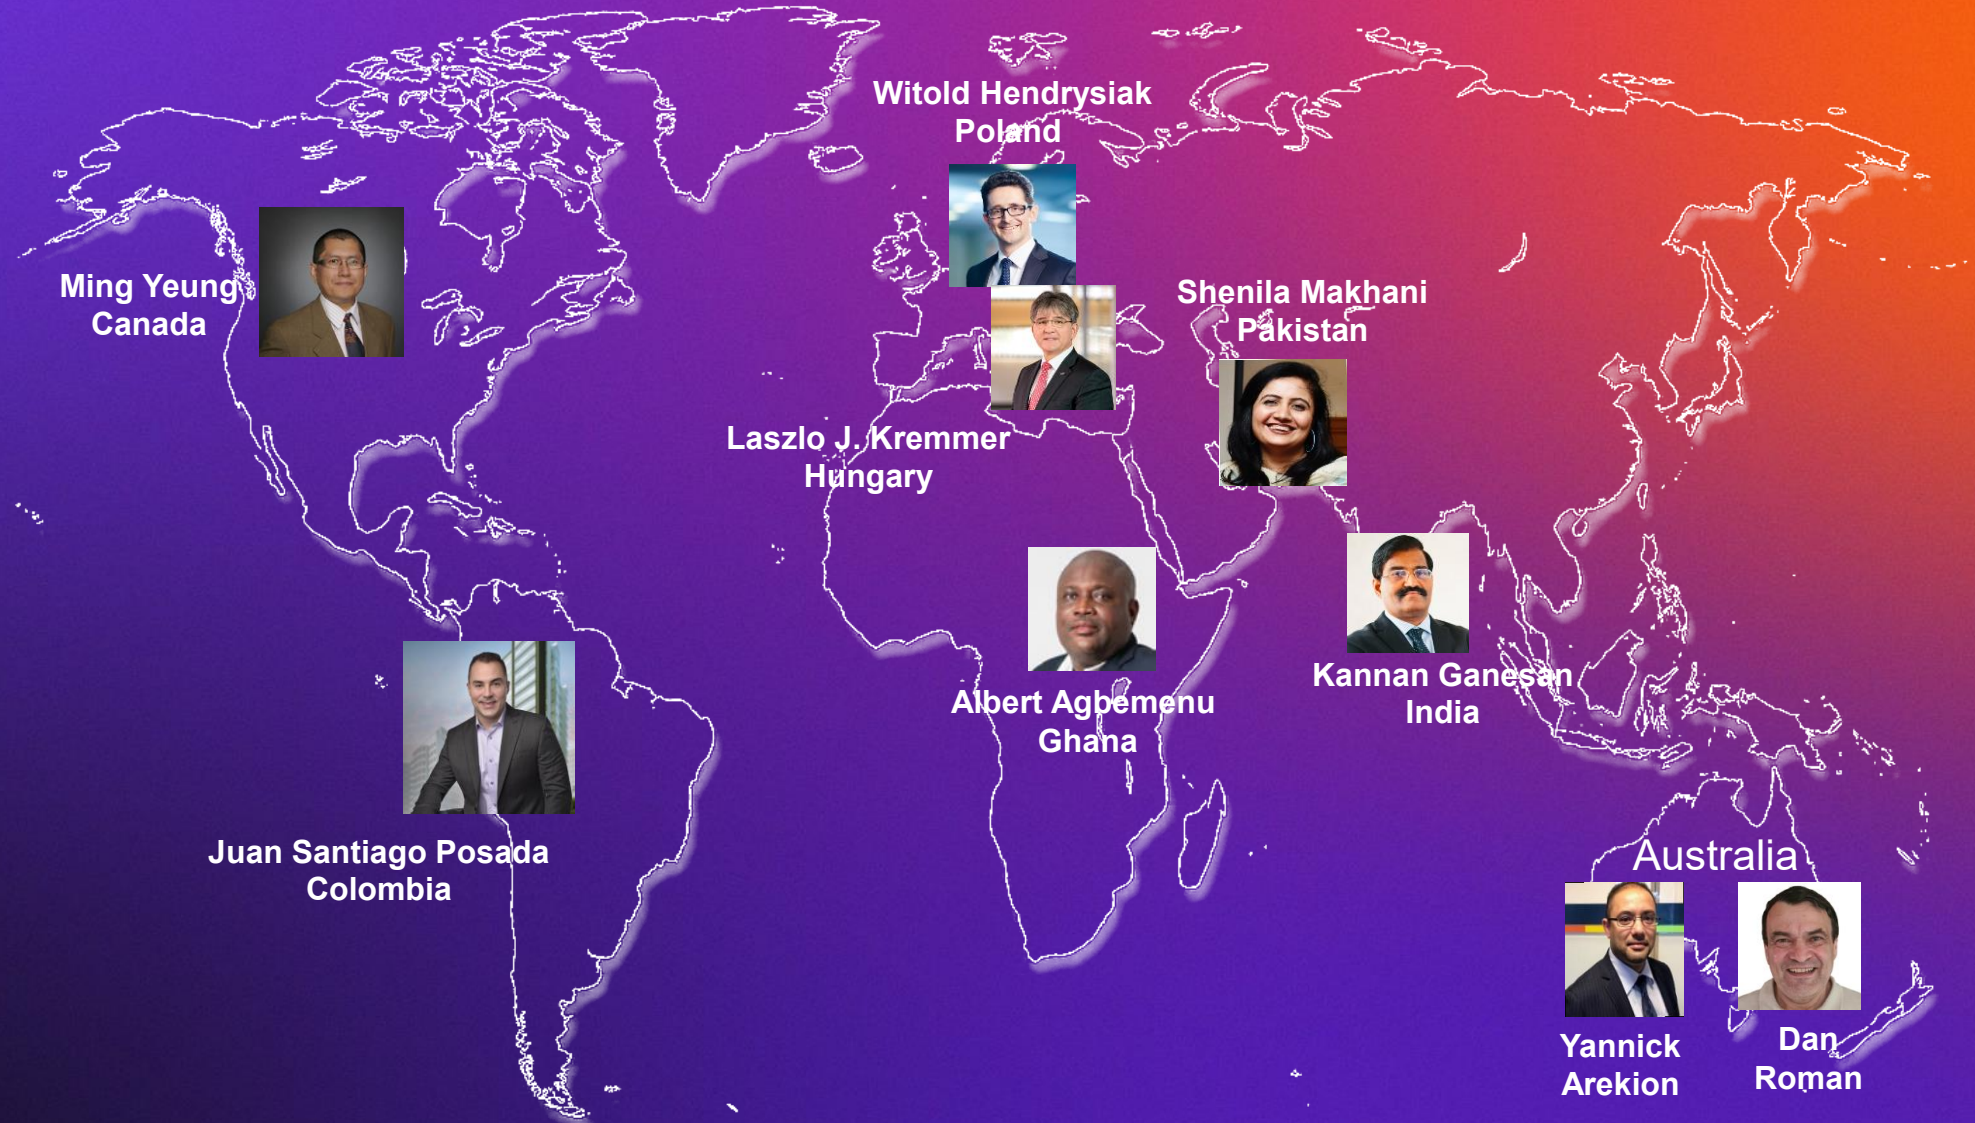 Witold Hendrysiak
Poland
Ming Yeung
Canada
Shenila Makhani
Pakistan
Laszlo J. Kremmer
Hungary
Albert Agbemenu
Ghana
Kannan Ganesan
India
Juan Santiago Posada
Colombia
Australia
Yannick
Arekion
Dan
Roman